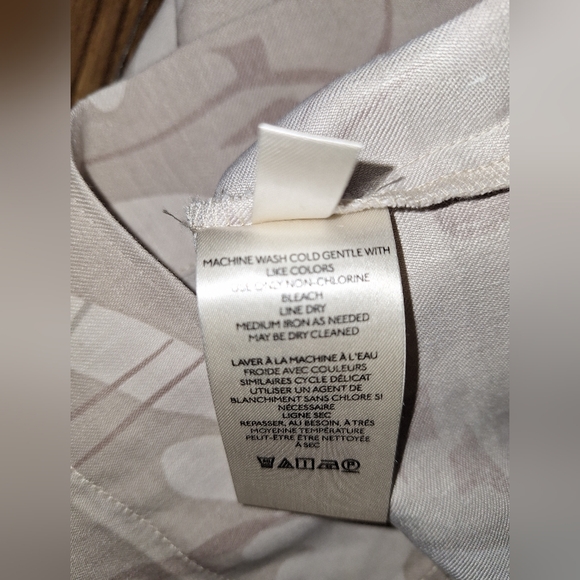 MACHINE WASH COLD GENTLE WITH
LIKE COLORS
USE ONLY NON-CHLORINE
BLEACH
LINE DRY
MEDIUM IRON AS NEEDED
MAY BE DRY CLEANED
LAVER À LA MACHINE À L'EAU
FROIDE AVEC COULEURS
SIMILAIRES CYCLE DÉLICAT
UTILISER UN AGENT DE
BLANCHIMENT SANS CHLORE SI
NÉCESSAIRE
LIGNE SEC
REPASSER, AU BESOIN, À TRÉS
MOYENNE TEMPÉRATURE
PEUT-ÊTRE ÊTRE NETTOYÉE
À SEC